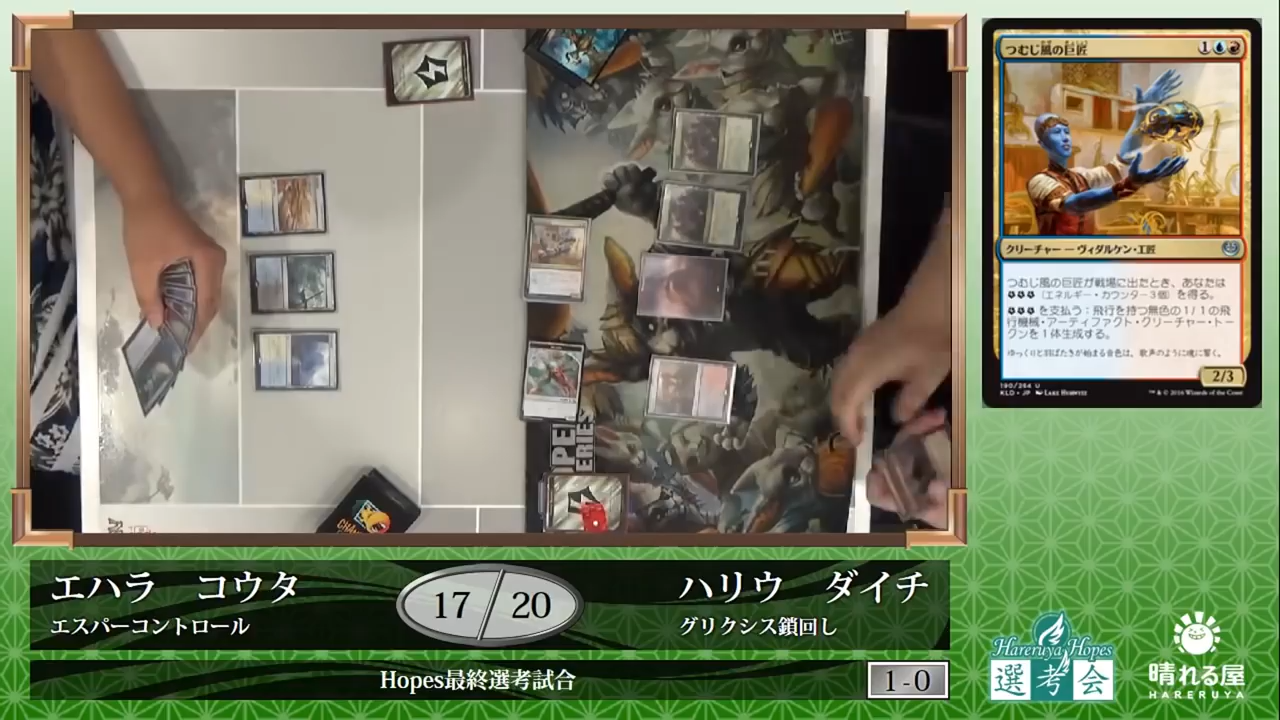 つむじ風の巨匠
クリーチャー ― ヴィダルケン・工匠
つむじ風の巨匠が戦場に出たとき、あなたは
(エネルギー・カウンター3個)を得る。
を支払う：飛行を持つ無色の1/1の飛
行機械・アーティファクト・クリーチャー・トー
クンを1体生成する。
2/3
190/264 U
KLD・JP
エハラ コウタ
エスパーコントロール
17/20
ハリウ ダイチ
グリクシス鎖回し
Hopes最終選考試合
1-0
Hareruya Hopes
選考会
晴れる屋
HARERUYA